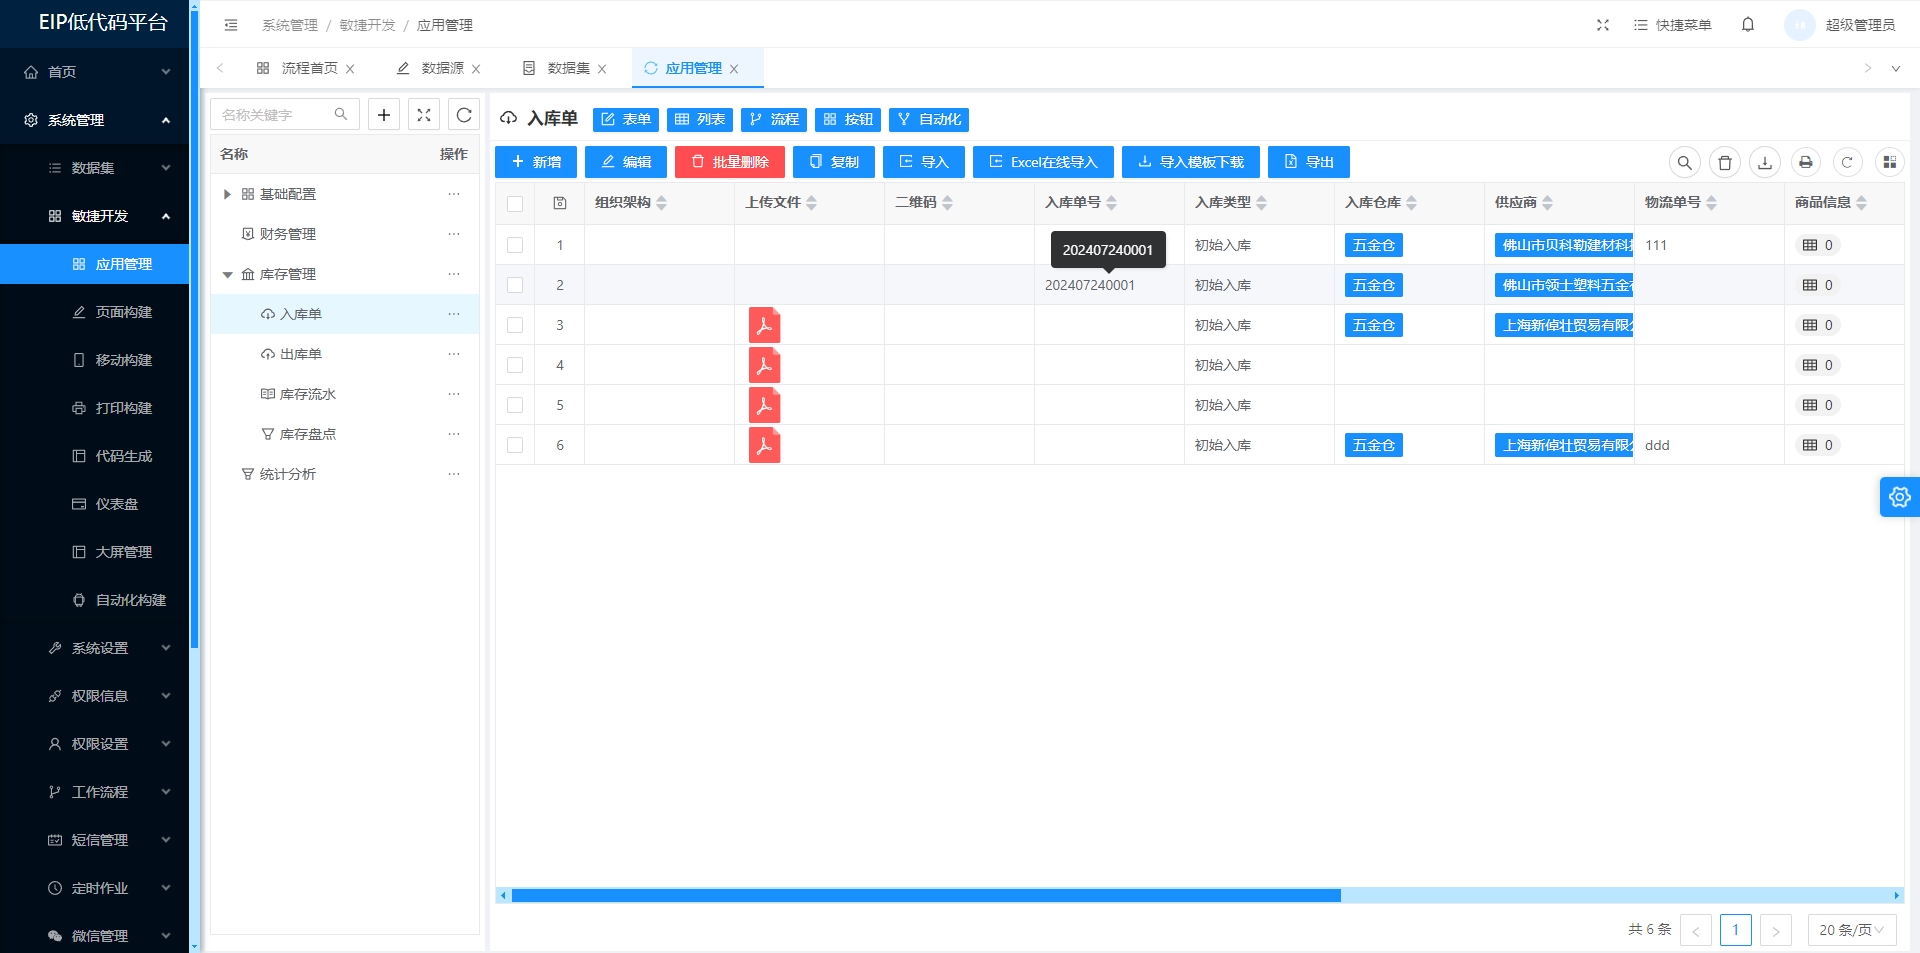 EIP低代码平台
首页
系统管理
数据集
敏捷开发
应用管理
页面构建
移动构建
打印构建
代码生成
仪表盘
大屏管理
自动化构建
系统设置
权限信息
权限设置
工作流程
短信管理
定时作业
微信管理
系统管理 / 敏捷开发 / 应用管理
快捷菜单
超级管理员
流程首页
数据源
数据集
应用管理
名称关键字
名称 操作
基础配置
财务管理
库存管理
入库单
出库单
库存流水
库存盘点
统计分析
入库单 表单 列表 流程 按钮 自动化
新增 编辑 批量删除 复制 导入 Excel在线导入 导入模板下载 导出
组织架构 上传文件 二维码 入库单号 入库类型 入库仓库 供应商 物流单号 商品信息
202407240001
1 初始入库 五金仓 佛山市贝科勒建材科 111 0
2 202407240001 初始入库 五金仓 佛山市领士塑料五金 0
3 初始入库 五金仓 上海新倬壮贸易有限 0
4 初始入库 0
5 初始入库 0
6 初始入库 五金仓 上海新倬壮贸易有限 ddd 0
共 6 条 1 20 条/页